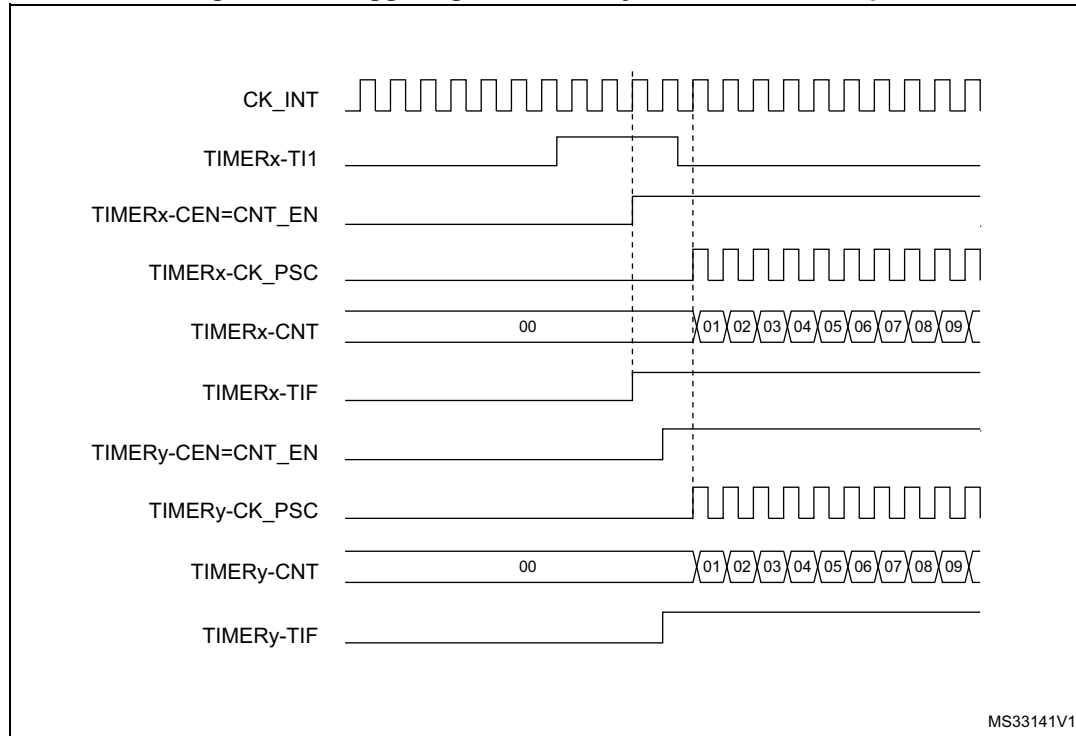 CK_INT
TIMERx-TI1
TIMERx-CEN=CNT_EN
TIMERx-CK_PSC
TIMERx-CNT 00 01 02 03 04 05 06 07 08 09
TIMERx-TIF
TIMERy-CEN=CNT_EN
TIMERy-CK_PSC
TIMERy-CNT 00 01 02 03 04 05 06 07 08 09
TIMERy-TIF
MS33141V1